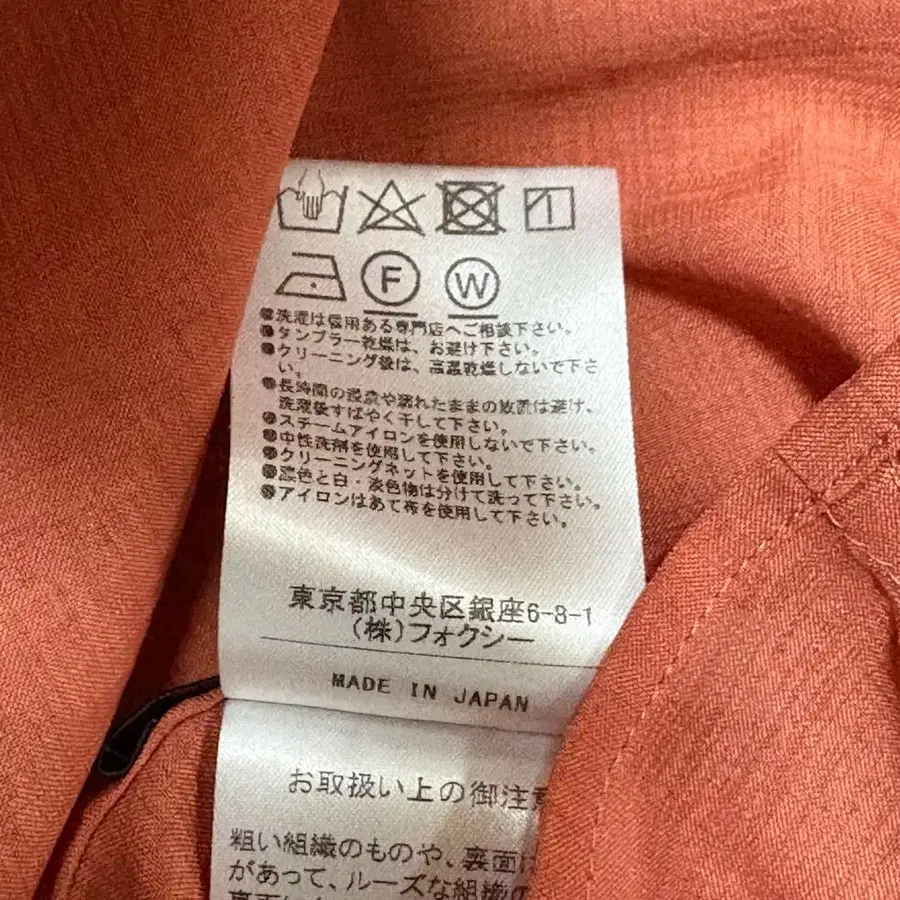 F W
●洗濯は信用ある専門店へご相談下さい。
●タンブラー乾燥は、お避け下さい。
●クリーニング後は、高温乾燥しないで下さ
い。
●長時間の浸漬や濡れたままの放置は避け、
洗濯後すばやく干して下さい。
●スチームアイロンを使用しないで下さい。
●中性洗剤を使用して下さい。
●クリーニングネットを使用して下さい。
●濃色と白・淡色物は分けて洗って下さい。
●アイロンはあて布を使用して下さい。
東京都中央区銀座6-3-1
(株)フォクシー
MADE IN JAPAN
お取扱い上の御注意
粗い組織のものや、裏面に
があって、ルーズな組織の